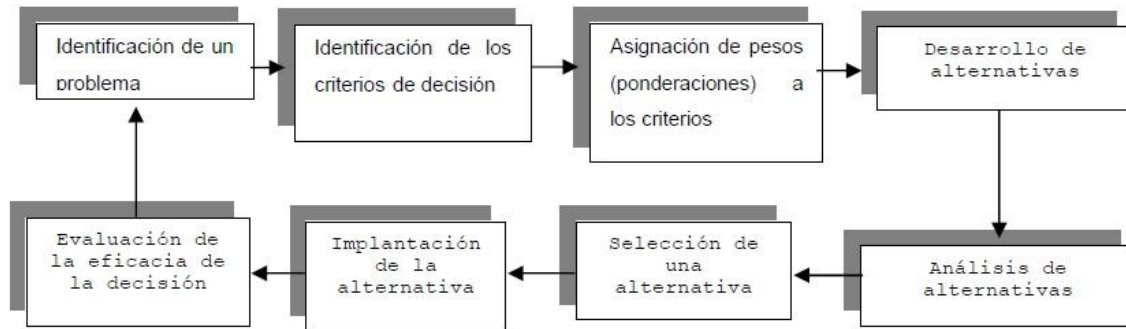 Identificación de un
problema
Identificación de los
criterios de decisión
Asignación de pesos
(ponderaciones) a
los criterios
Desarrollo de
alternativas
Análisis de
alternativas
Selección de
una
alternativa
Implantación
de la
alternativa
Evaluación de
la eficacia de
la decisión